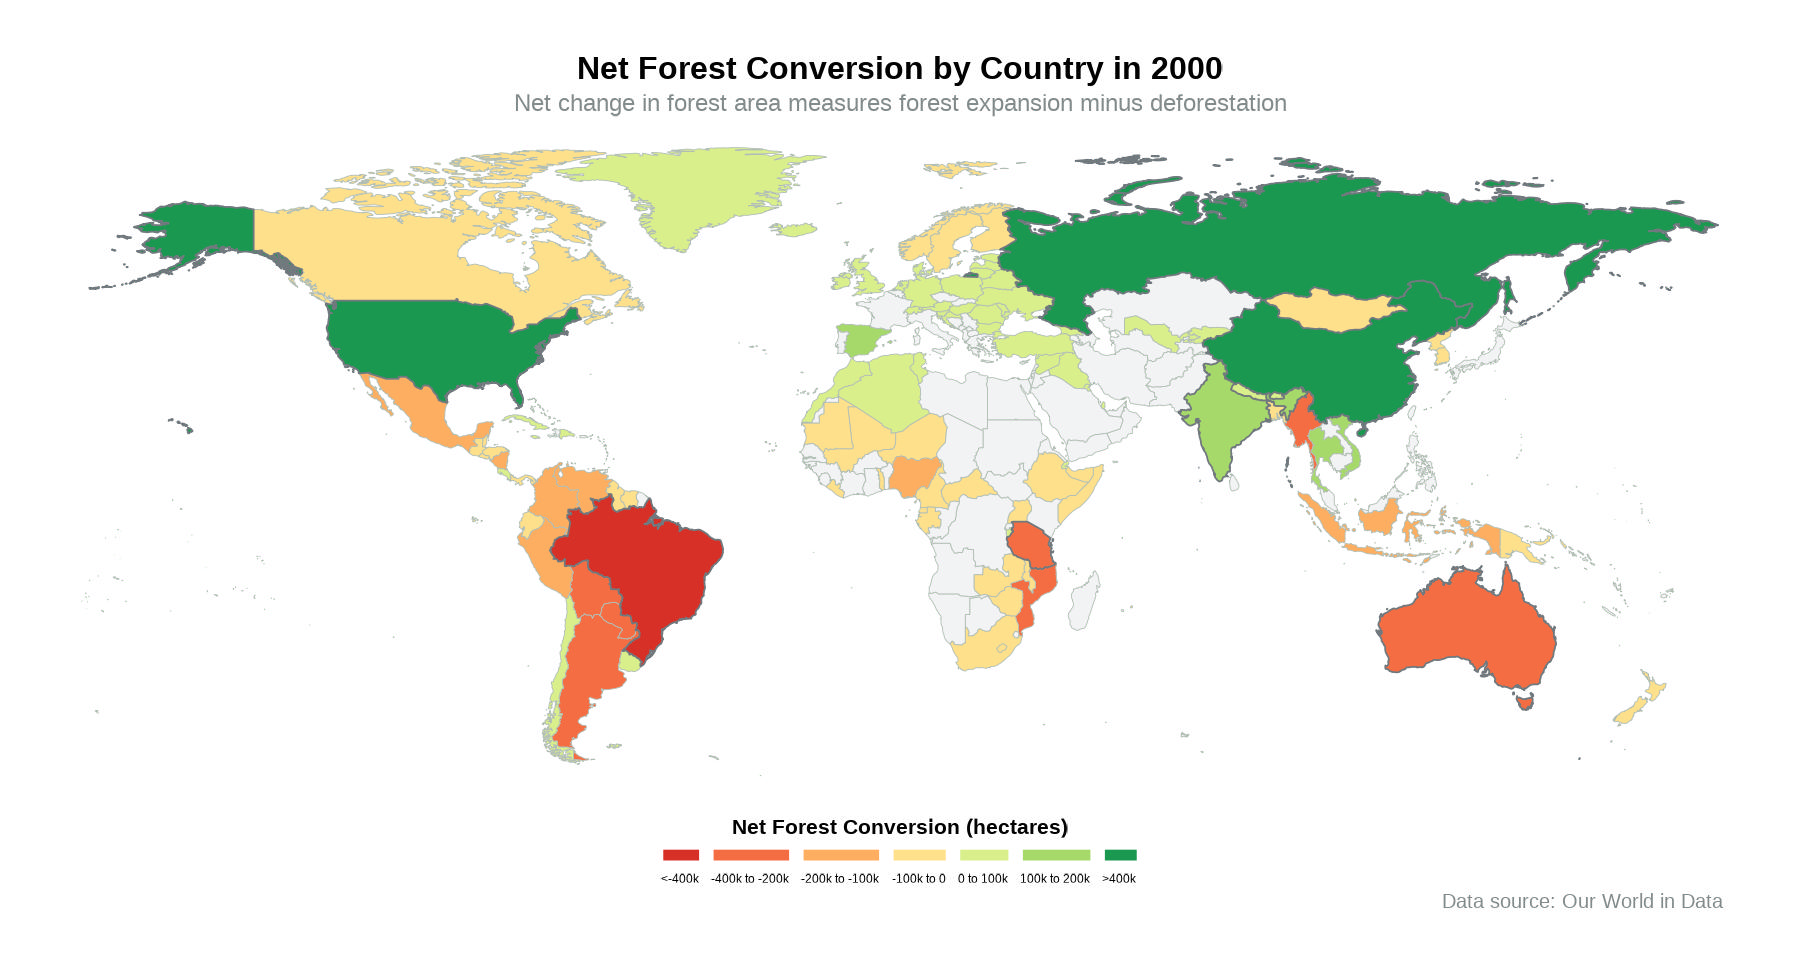 Net Forest Conversion by Country in 2000
Net change in forest area measures forest expansion minus deforestation
Net Forest Conversion (hectares)
<-400k -400k to -200k -200k to -100k -100k to 0 0 to 100k 100k to 200k >400k
Data source: Our World in Data